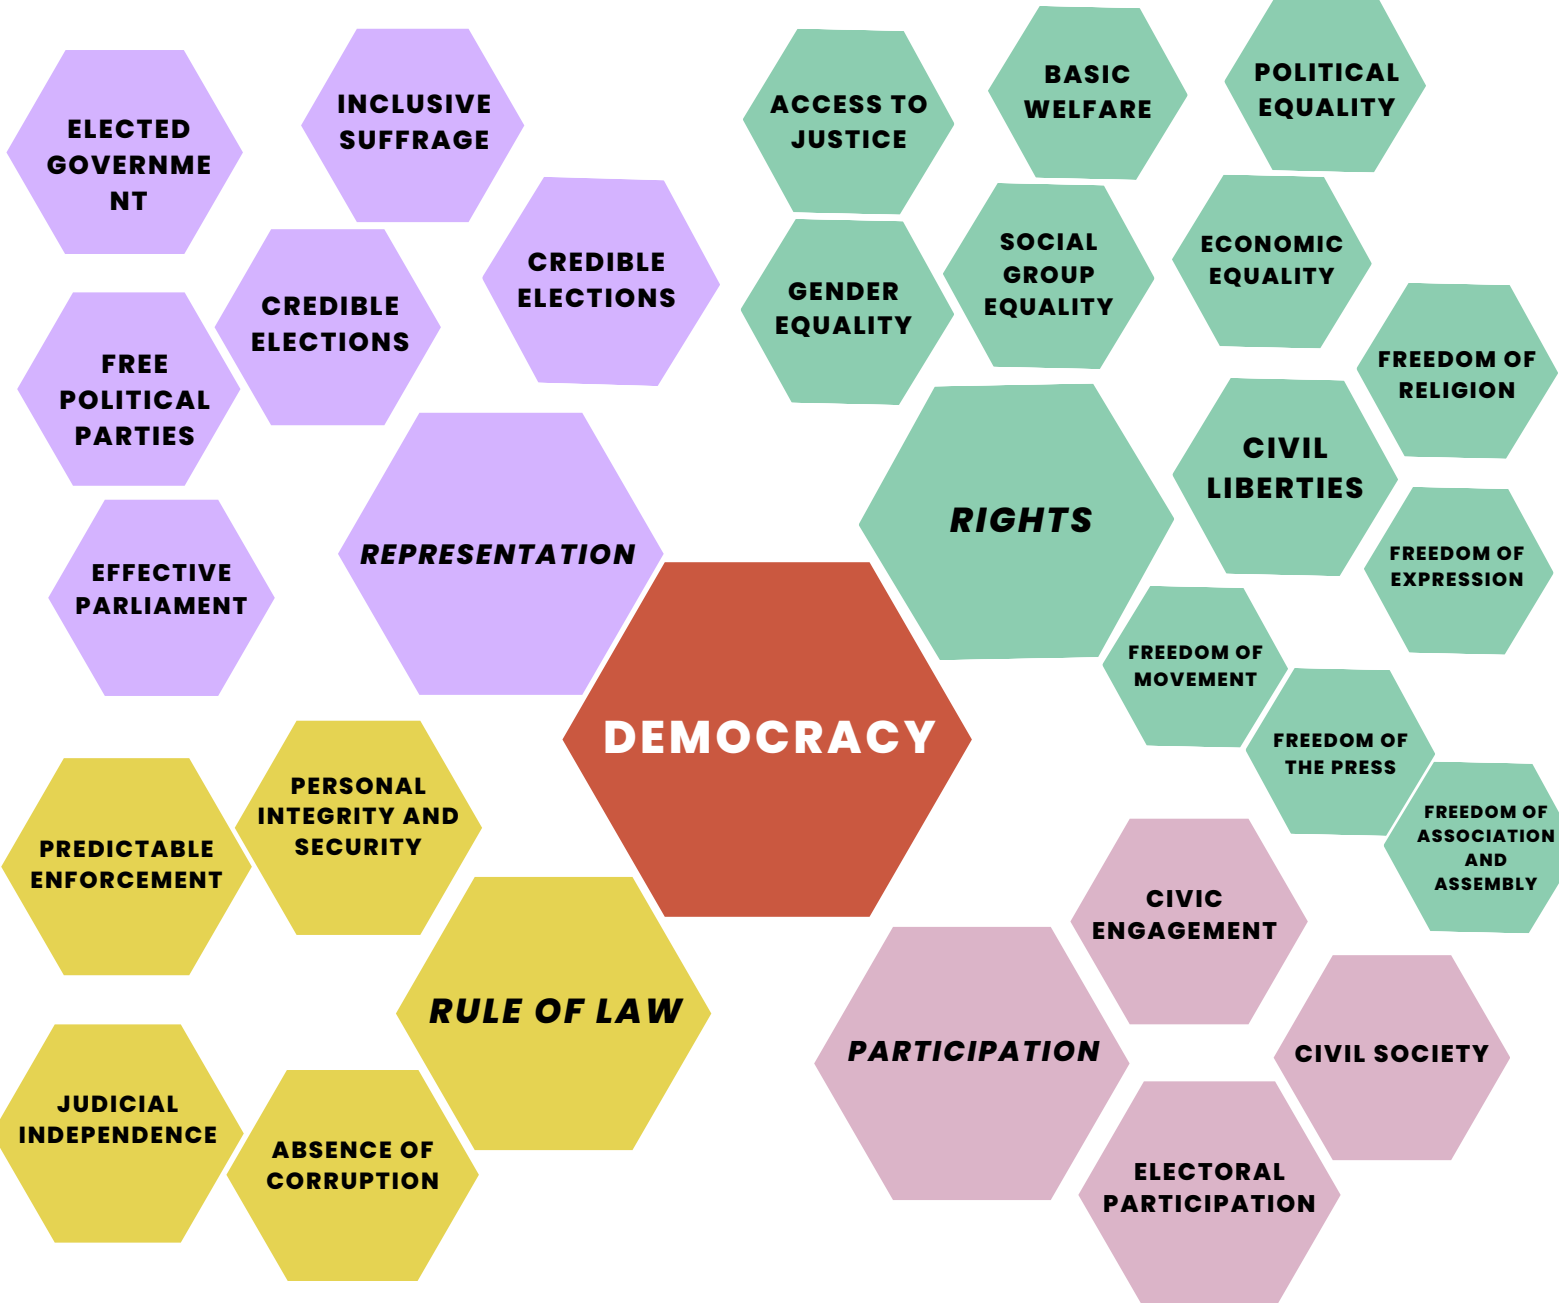 ELECTED
GOVERNME
NT
INCLUSIVE
SUFFRAGE
CREDIBLE
ELECTIONS
CREDIBLE
ELECTIONS
FREE
POLITICAL
PARTIES
EFFECTIVE
PARLIAMENT
REPRESENTATION
ACCESS TO
JUSTICE
BASIC
WELFARE
POLITICAL
EQUALITY
GENDER
EQUALITY
SOCIAL
GROUP
EQUALITY
ECONOMIC
EQUALITY
FREEDOM OF
RELIGION
CIVIL
LIBERTIES
RIGHTS
FREEDOM OF
EXPRESSION
FREEDOM OF
MOVEMENT
FREEDOM OF
THE PRESS
FREEDOM OF
ASSOCIATION
AND
ASSEMBLY
DEMOCRACY
PERSONAL
INTEGRITY AND
SECURITY
PREDICTABLE
ENFORCEMENT
RULE OF LAW
JUDICIAL
INDEPENDENCE
ABSENCE OF
CORRUPTION
CIVIC
ENGAGEMENT
PARTICIPATION
CIVIL SOCIETY
ELECTORAL
PARTICIPATION